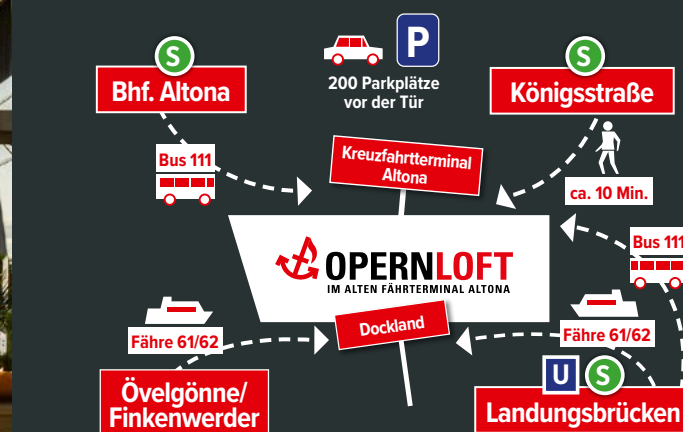 S
Bhf. Altona
P
200 Parkplätze
vor der Tür
S
Königsstraße
Bus 111
Kreuzfahrtterminal
Altona
ca. 10 Min.
OPERNLOFT
IM ALTEN FÄHRTERMINAL ALTONA
Bus 111
Dockland
Fähre 61/62
Fähre 61/62
Övelgönne/
Finkenwerder
U S
Landungsbrücken